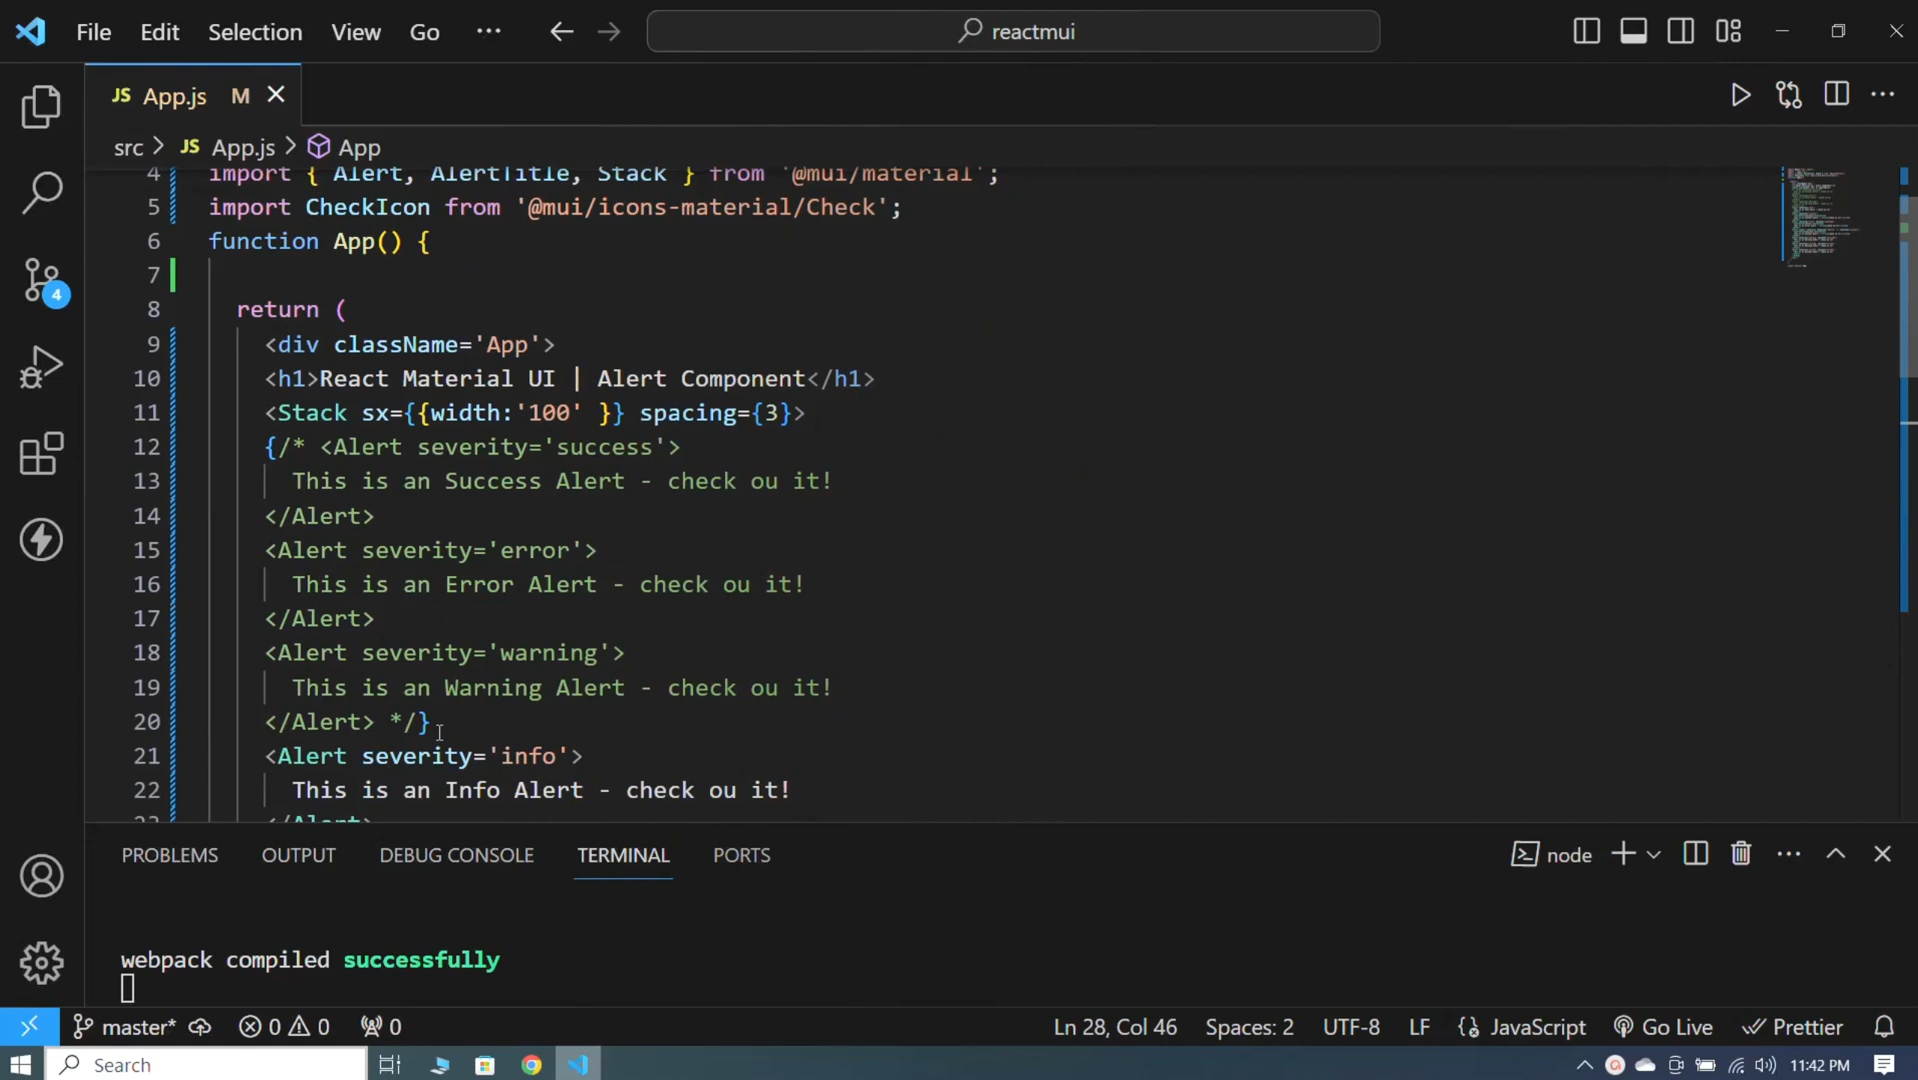 File Edit Selection View Go ··· reactmui
JS App.js M
src > JS App.js > App
4 import { Alert, AlertTitle, Stack } from '@mui/material';
5 import CheckIcon from '@mui/icons-material/Check';
6 function App() {
7
8 return (
9 <div className='App'>
10 <h1>React Material UI | Alert Component</h1>
11 <Stack sx={{width:'100' }} spacing={3}>
12 {/* <Alert severity='success'>
13 This is an Success Alert - check ou it!
14 </Alert>
15 <Alert severity='error'>
16 This is an Error Alert - check ou it!
17 </Alert>
18 <Alert severity='warning'>
19 This is an Warning Alert - check ou it!
20 </Alert> */}
21 <Alert severity='info'>
22 This is an Info Alert - check ou it!
23 </Alert>
4
PROBLEMS OUTPUT DEBUG CONSOLE TERMINAL PORTS node
webpack compiled successfully
master* 0 0 0 Ln 28, Col 46 Spaces: 2 UTF-8 LF {} JavaScript Go Live Prettier
Search 11:42 PM